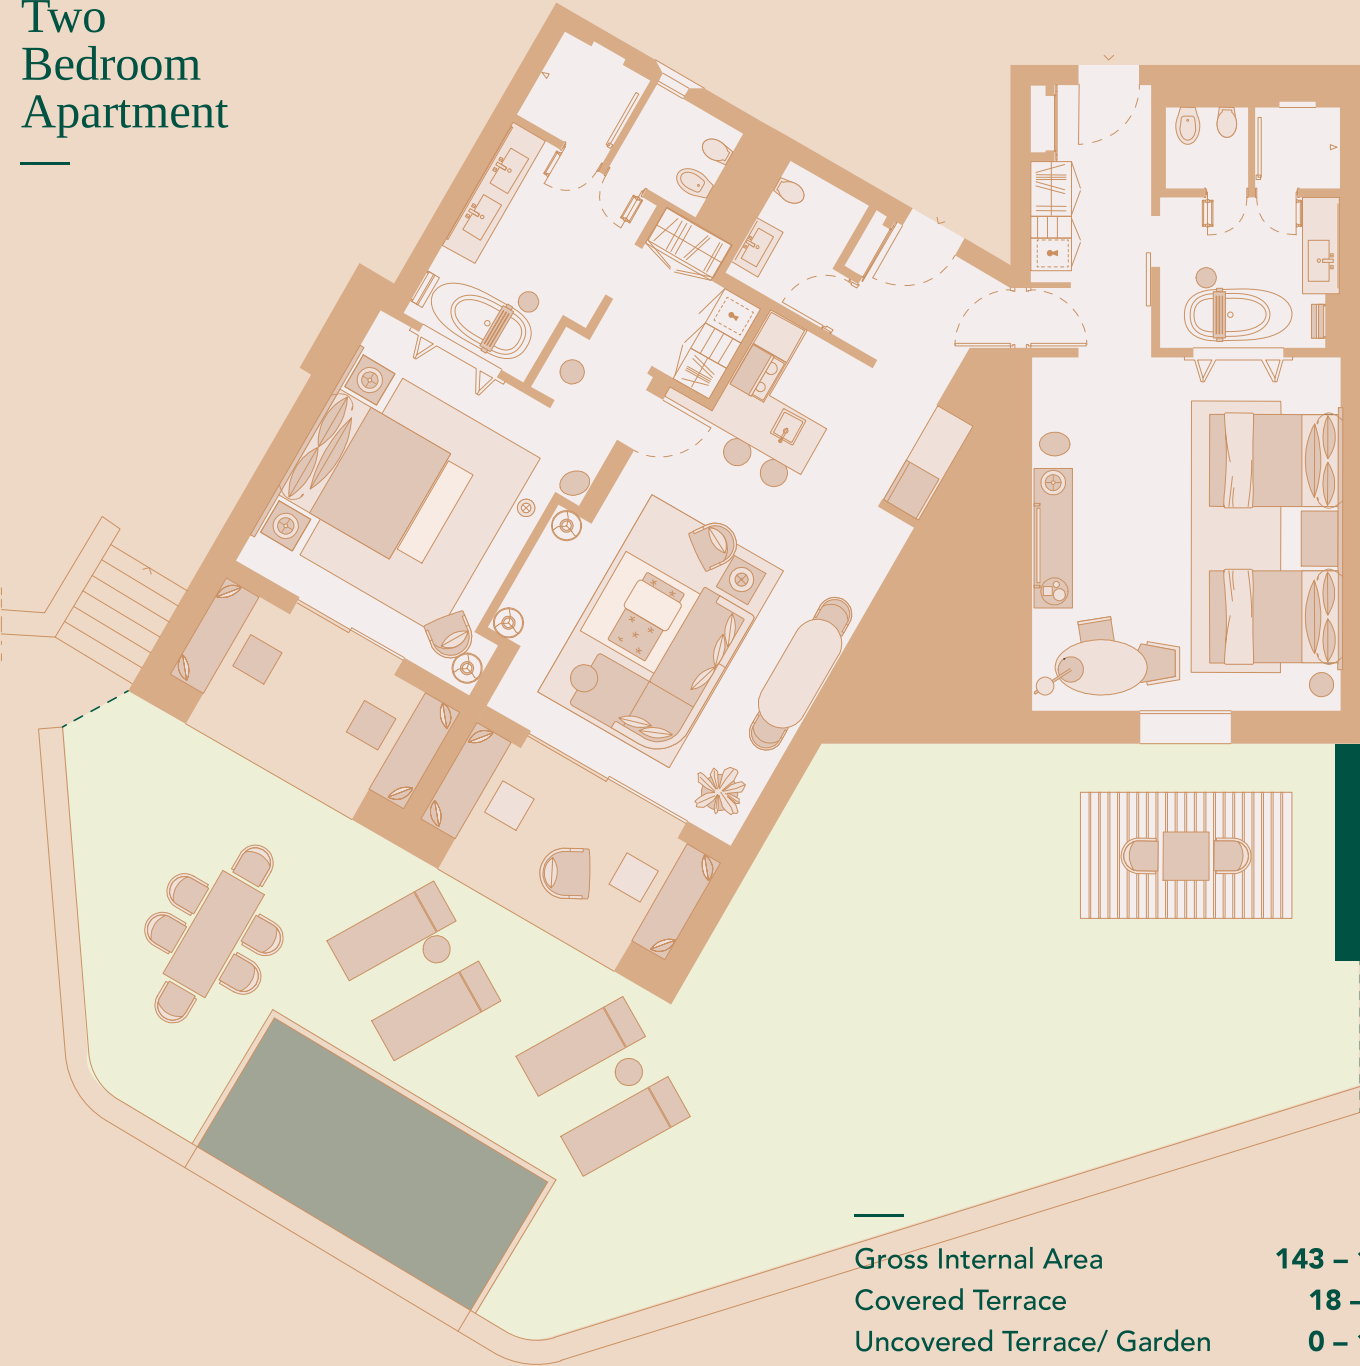 Two
Bedroom
Apartment
Gross Internal Area 143 –
Covered Terrace 18 –
Uncovered Terrace/ Garden 0 –